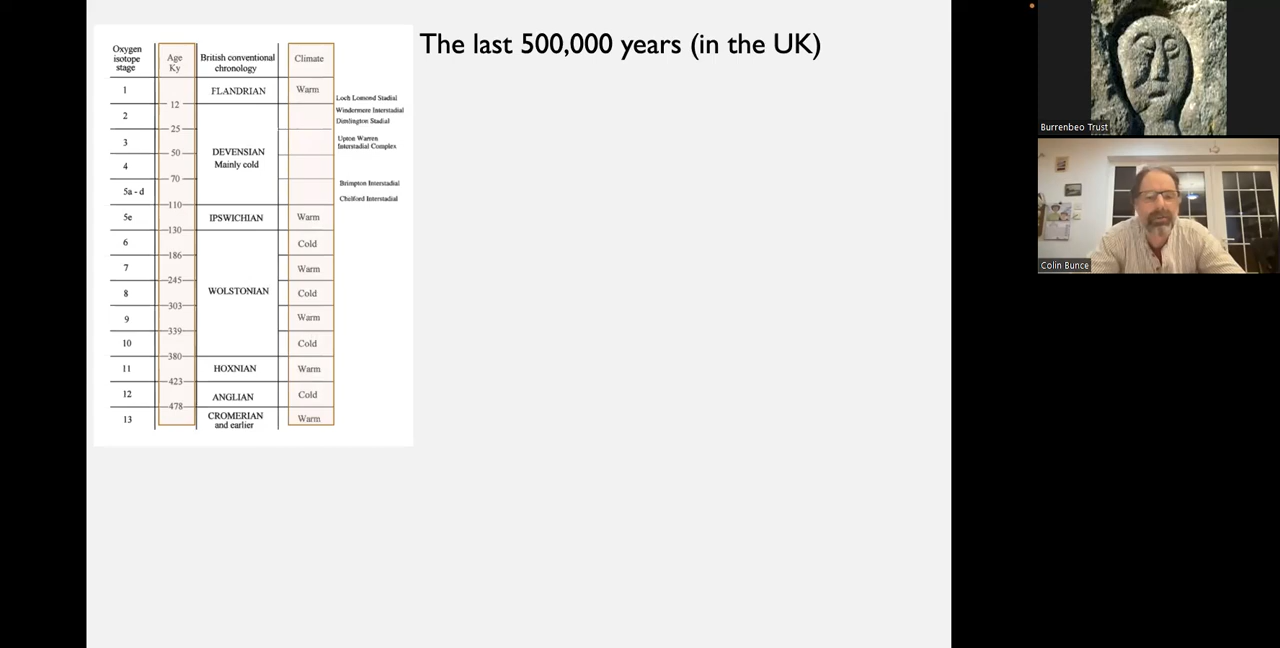 The last 500,000 years (in the UK)
Oxygen
isotope
stage
Age
Ky
British conventional
chronology
Climate
1
FLANDRIAN
Warm
Loch Lomond Stadial
12
Windermere Interstadial
2
Dimlington Stadial
25
3
Upton Warren
Interstadial Complex
50
DEVENSIAN
Mainly cold
4
70
5a - d
Brimpton Interstadial
Chelford Interstadial
110
5e
IPSWICHIAN
Warm
130
6
Cold
186
7
Warm
245
8
WOLSTONIAN
Cold
303
9
Warm
339
10
Cold
380
11
HOXNIAN
Warm
423
12
ANGLIAN
Cold
478
13
CROMERIAN
and earlier
Warm
Burrenbeo Trust
Colin Bunce